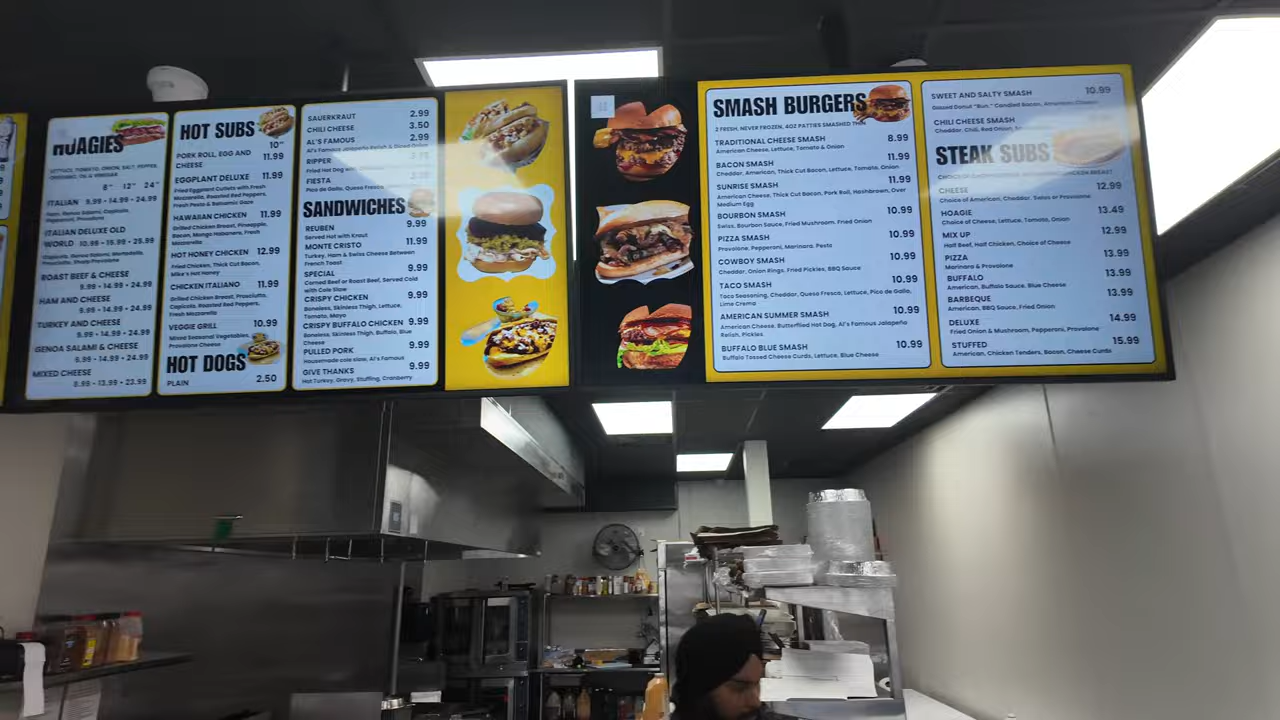 HOAGIES
LETTUCE, TOMATO, ONION, SALT, PEPPER,
OREGANO, OIL & VINEGAR
8" 12" 24"
ITALIAN 9.99 - 14.99 - 24.99
Ham, Genoa Salami, Capicola,
Pepperoni, Provolone
ITALIAN DELUXE OLD
WORLD 10.99 - 15.99 - 25.99
Capicola, Genoa Salami, Mortadella,
Prosciutto, Sharp Provolone
ROAST BEEF & CHEESE
9.99 - 14.99 - 24.99
HAM AND CHEESE
9.99 - 14.99 - 24.99
TURKEY AND CHEESE
9.99 - 14.99 - 24.99
GENOA SALAMI & CHEESE
9.99 - 14.99 - 24.99
MIXED CHEESE
8.99 - 13.99 - 23.99
HOT SUBS
10"
PORK ROLL, EGG AND
CHEESE 11.99
EGGPLANT DELUXE 11.99
Fried Eggplant Cutlets with Fresh
Mozzarella, Roasted Red Peppers,
Fresh Pesto & Balsamic Gaze
HAWAIIAN CHICKEN 11.99
Grilled Chicken Breast, Pineapple,
Bacon, Mango Habanero, Fresh
Mozzarella
HOT HONEY CHICKEN 12.99
Fried Chicken, Thick Cut Bacon,
Mike's Hot Honey
CHICKEN ITALIANO 11.99
Grilled Chicken Breast, Prosciutto,
Capicola, Roasted Red Peppers,
Fresh Mozzarella
VEGGIE GRILL 10.99
Mixed Seasonal Vegetables,
Provolone Cheese
HOT DOGS
PLAIN 2.50
SAUERKRAUT 2.99
CHILI CHEESE 3.50
AL'S FAMOUS 2.99
Al's Famous Jalapeño Relish & Diced Onion
RIPPER
Fried Hot Dog
FIESTA
Pico de Gallo, Queso Fresco
SANDWICHES
REUBEN 9.99
Served Hot with Kraut
MONTE CRISTO 11.99
Turkey, Ham & Swiss Cheese Between
French Toast
SPECIAL 9.99
Corned Beef or Roast Beef, Served Cold
with Cole Slaw
CRISPY CHICKEN 9.99
Boneless, Skinless Thigh, Lettuce,
Tomato, Mayo
CRISPY BUFFALO CHICKEN 9.99
Boneless, Skinless Thigh, Buffalo, Blue
Cheese
PULLED PORK 9.99
Housemade cole slaw, Al's Famous
GIVE THANKS 9.99
Hot Turkey, Gravy, Stuffing, Cranberry
SMASH BURGERS
2 FRESH, NEVER FROZEN, 4OZ PATTIES SMASHED THIN
TRADITIONAL CHEESE SMASH 8.99
American Cheese, Lettuce, Tomato & Onion
BACON SMASH 11.99
Cheddar, American, Thick Cut Bacon, Lettuce, Tomato, Onion
SUNRISE SMASH 11.99
American Cheese, Thick Cut Bacon, Pork Roll, Hashbrown, Over
Medium Egg
BOURBON SMASH 10.99
Swiss, Bourbon Sauce, Fried Mushroom, Fried Onion
PIZZA SMASH 10.99
Provolone, Pepperoni, Marinara, Pesto
COWBOY SMASH 10.99
Cheddar, Onion Rings, Fried Pickles, BBQ Sauce
TACO SMASH 10.99
Taco Seasoning, Cheddar, Queso Fresco, Lettuce, Pico de Gallo,
Lime Crema
AMERICAN SUMMER SMASH 10.99
American Cheese, Butterflied Hot Dog, Al's Famous Jalapeño
Relish, Pickles
BUFFALO BLUE SMASH 10.99
Buffalo Tossed Cheese Curds, Lettuce, Blue Cheese
SWEET AND SALTY SMASH 10.99
Glazed Donut "Bun," Candied Bacon, American Cheese
CHILI CHEESE SMASH
Cheddar, Chili, Red Onion
STEAK SUBS
CHICKEN BREAST
CHEESE 12.99
Choice of American, Cheddar, Swiss or Provolone
HOAGIE 13.49
Choice of Cheese, Lettuce, Tomato, Onion
MIX UP 12.99
Half Beef, Half Chicken, Choice of Cheese
PIZZA 13.99
Marinara & Provolone
BUFFALO 13.99
American, Buffalo Sauce, Blue Cheese
BARBEQUE 13.99
American, BBQ Sauce, Fried Onion
DELUXE 14.99
Fried Onion & Mushroom, Pepperoni, Provolone
STUFFED 15.99
American, Chicken Tenders, Bacon, Cheese Curds